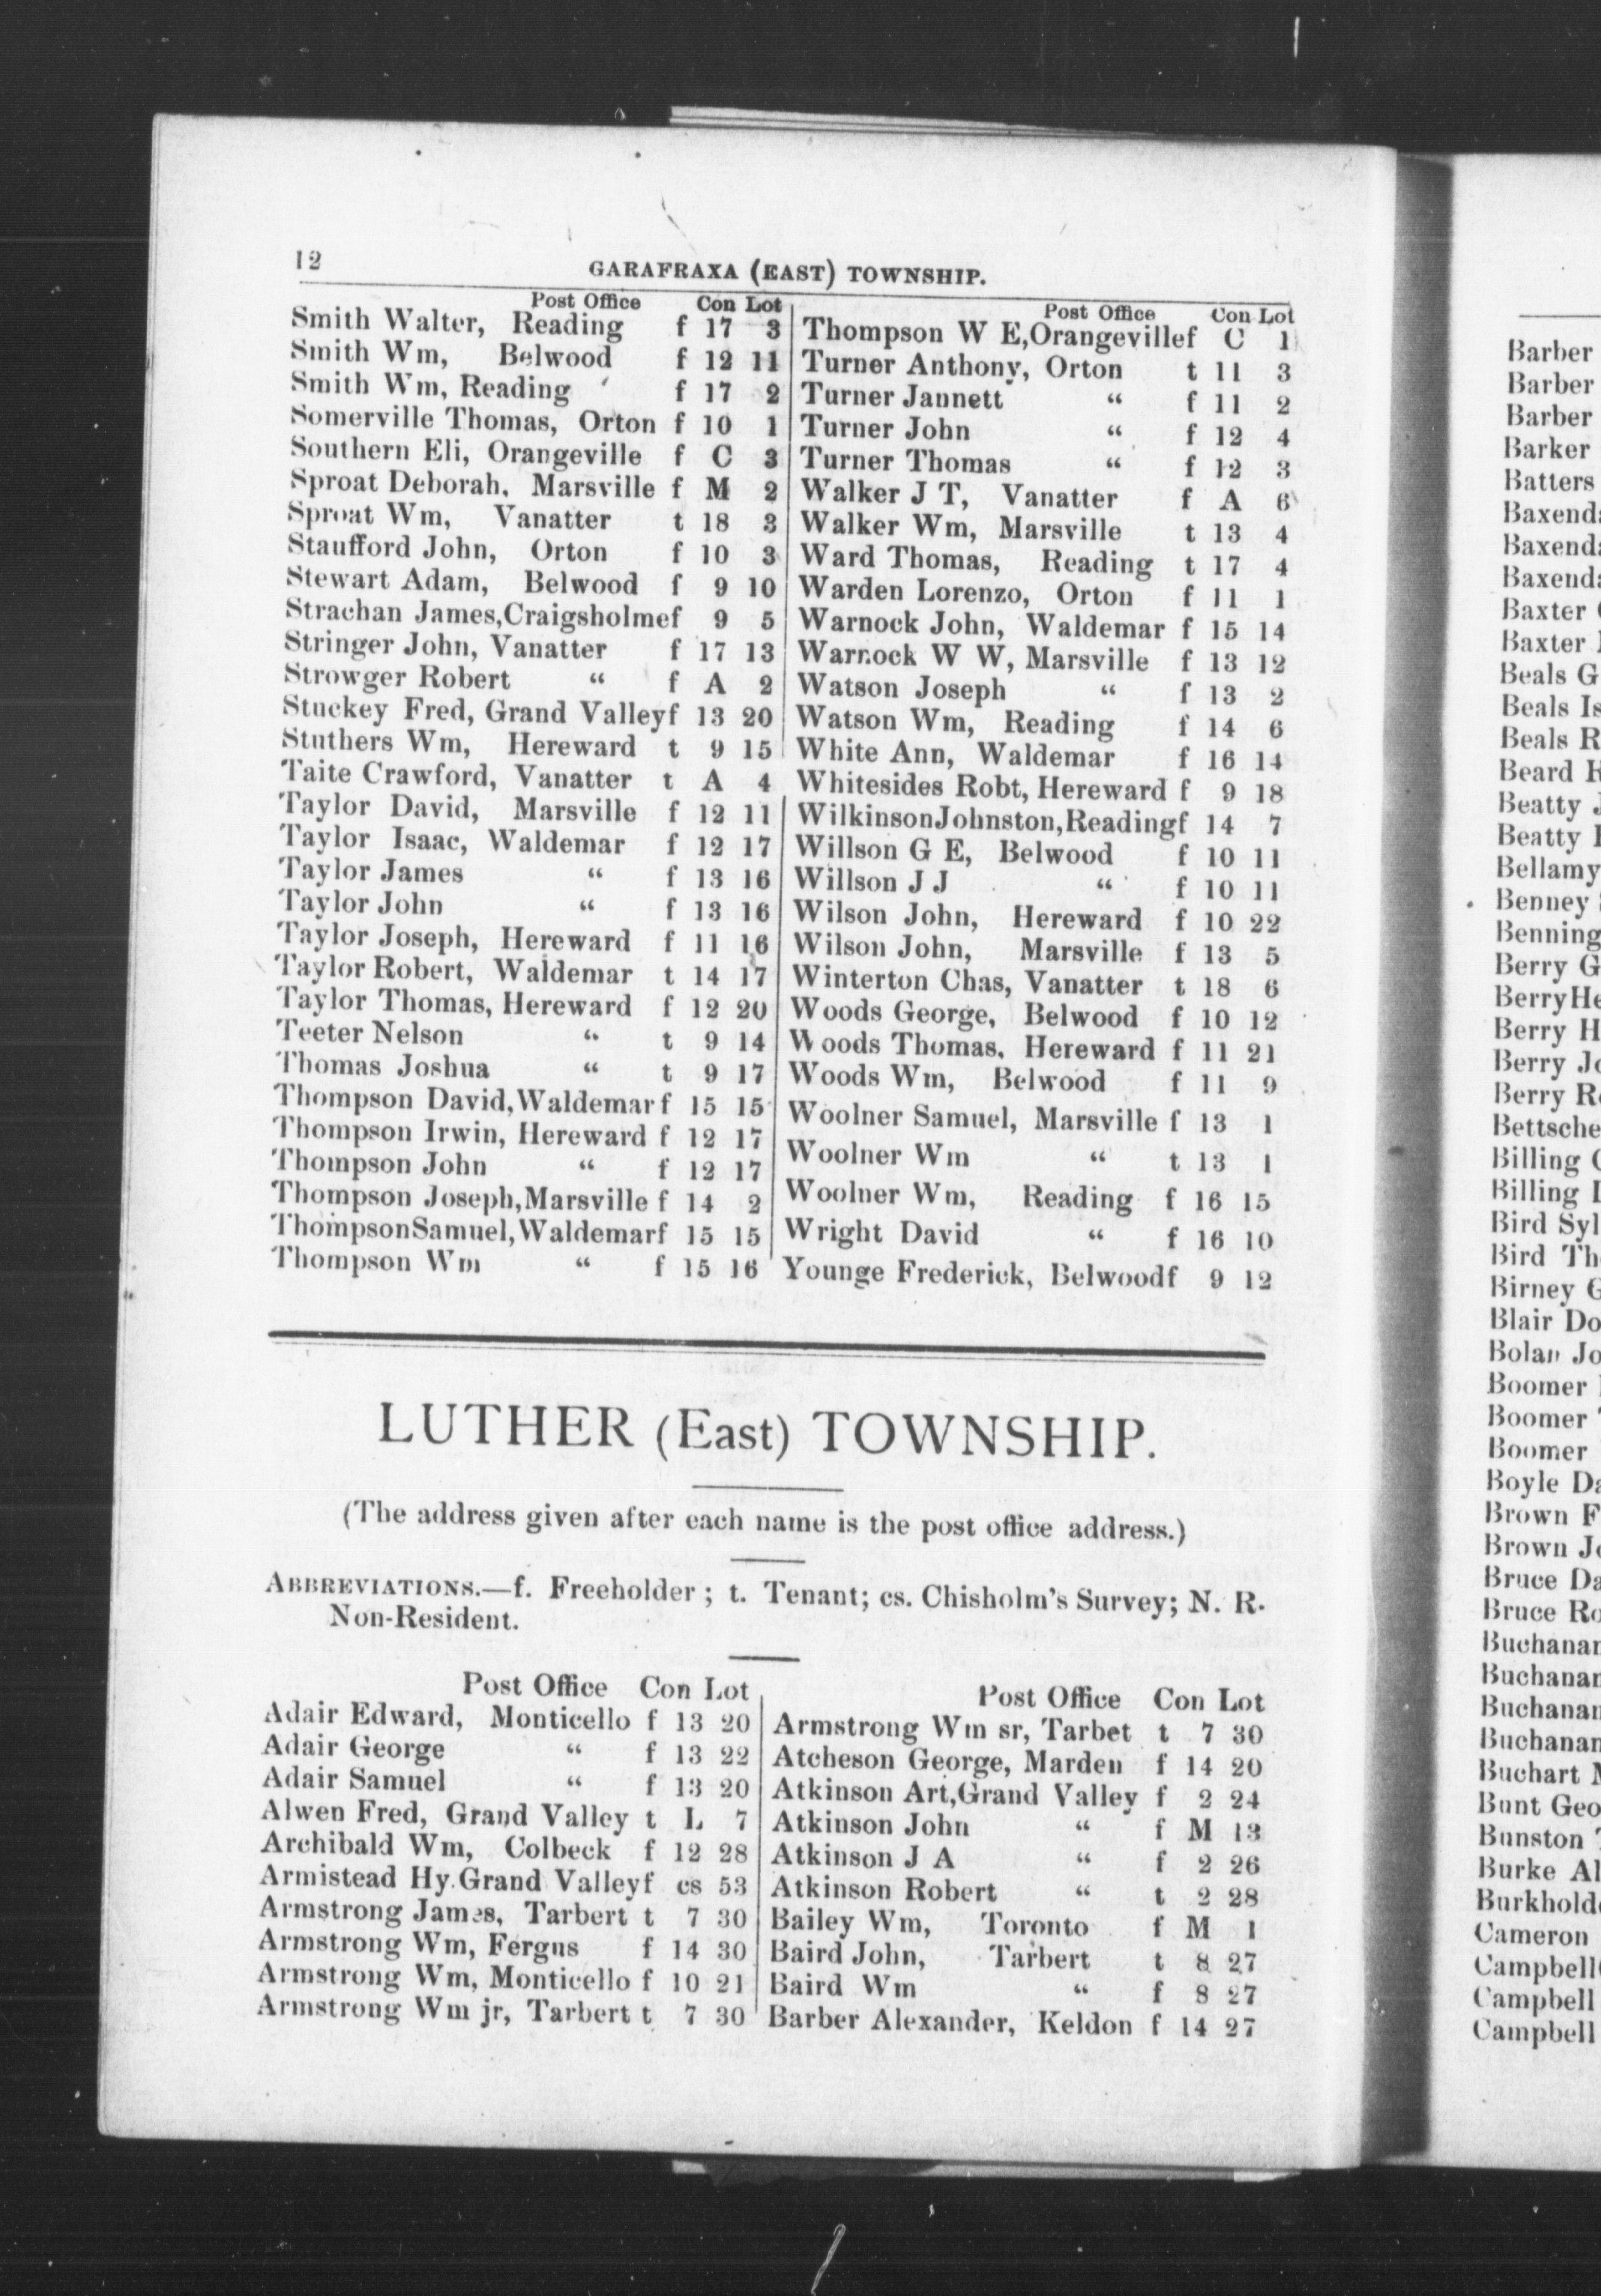 12
GARAFRAXA (EAST) TOWNSHIP.
Post Office Con Lot
Smith Walter, Reading f 17 3
Smith Wm, Belwood f 12 11
Smith Wm, Reading f 17 2
Somerville Thomas, Orton f 10 1
Southern Eli, Orangeville f C 3
Sproat Deborah, Marsville f M 2
Sproat Wm, Vanatter t 18 3
Staufford John, Orton f 10 3
Stewart Adam, Belwood f 9 10
Strachan James,Craigsholmef 9 5
Stringer John, Vanatter f 17 13
Strowger Robert “ f A 2
Stuckey Fred, Grand Valleyf 13 20
Stuthers Wm, Hereward t 9 15
Taite Crawford, Vanatter t A 4
Taylor David, Marsville f 12 11
Taylor Isaac, Waldemar f 12 17
Taylor James “ f 13 16
Taylor John “ f 13 16
Taylor Joseph, Hereward f 11 16
Taylor Robert, Waldemar t 14 17
Taylor Thomas, Hereward f 12 20
Teeter Nelson “ t 9 14
Thomas Joshua “ t 9 17
Thompson David,Waldemar f 15 15
Thompson Irwin, Hereward f 12 17
Thompson John “ f 12 17
Thompson Joseph,Marsville f 14 2
ThompsonSamuel,Waldemarf 15 15
Thompson Wm “ f 15 16
Post Office Con Lot
Thompson W E,Orangevillef C 1
Turner Anthony, Orton t 11 3
Turner Jannett “ f 11 2
Turner John “ f 12 4
Turner Thomas “ f 12 3
Walker J T, Vanatter f A 6
Walker Wm, Marsville t 13 4
Ward Thomas, Reading t 17 4
Warden Lorenzo, Orton f 11 1
Warnock John, Waldemar f 15 14
Warnock W W, Marsville f 13 12
Watson Joseph “ f 13 2
Watson Wm, Reading f 14 6
White Ann, Waldemar f 16 14
Whitesides Robt, Hereward f 9 18
WilkinsonJohnston,Readingf 14 7
Willson G E, Belwood f 10 11
Willson J J “ f 10 11
Wilson John, Hereward f 10 22
Wilson John, Marsville f 13 5
Winterton Chas, Vanatter t 18 6
Woods George, Belwood f 10 12
Woods Thomas, Hereward f 11 21
Woods Wm, Belwood f 11 9
Woolner Samuel, Marsville f 13 1
Woolner Wm “ t 13 1
Woolner Wm, Reading f 16 15
Wright David “ f 16 10
Younge Frederick, Belwoodf 9 12
LUTHER (East) TOWNSHIP.
(The address given after each name is the post office address.)
ABBREVIATIONS.—f. Freeholder; t. Tenant; cs. Chisholm's Survey; N. R.
Non-Resident.
Post Office Con Lot
Adair Edward, Monticello f 13 20
Adair George “ f 13 22
Adair Samuel “ f 13 20
Alwen Fred, Grand Valley t L 7
Archibald Wm, Colbeck f 12 28
Armistead Hy.Grand Valleyf cs 53
Armstrong James, Tarbert t 7 30
Armstrong Wm, Fergus f 14 30
Armstrong Wm, Monticello f 10 21
Armstrong Wm jr, Tarbert t 7 30
Post Office Con Lot
Armstrong Wm sr, Tarbet t 7 30
Atcheson George, Marden f 14 20
Atkinson Art,Grand Valley f 2 24
Atkinson John “ f M 13
Atkinson J A “ f 2 26
Atkinson Robert “ t 2 28
Bailey Wm, Toronto f M 1
Baird John, Tarbert t 8 27
Baird Wm “ f 8 27
Barber Alexander, Keldon f 14 27
Barber
Barber
Barber
Barker
Batters
Baxter
Baxter
Beals G
Beals
Beals R
Beard
Beatty
Beatty
Bellamy
Benney
Berry G
Berry H
Berry
Berry
Billing
Billing
Bird
Bird
Birney
Blair
Bolan
Boomer
Boomer
Boomer
Boyle
Brown F
Brown
Bruce
Bruce
Buchart
Bunt
Bunston
Burke
Cameron
Campbell
Campbell
Campbell